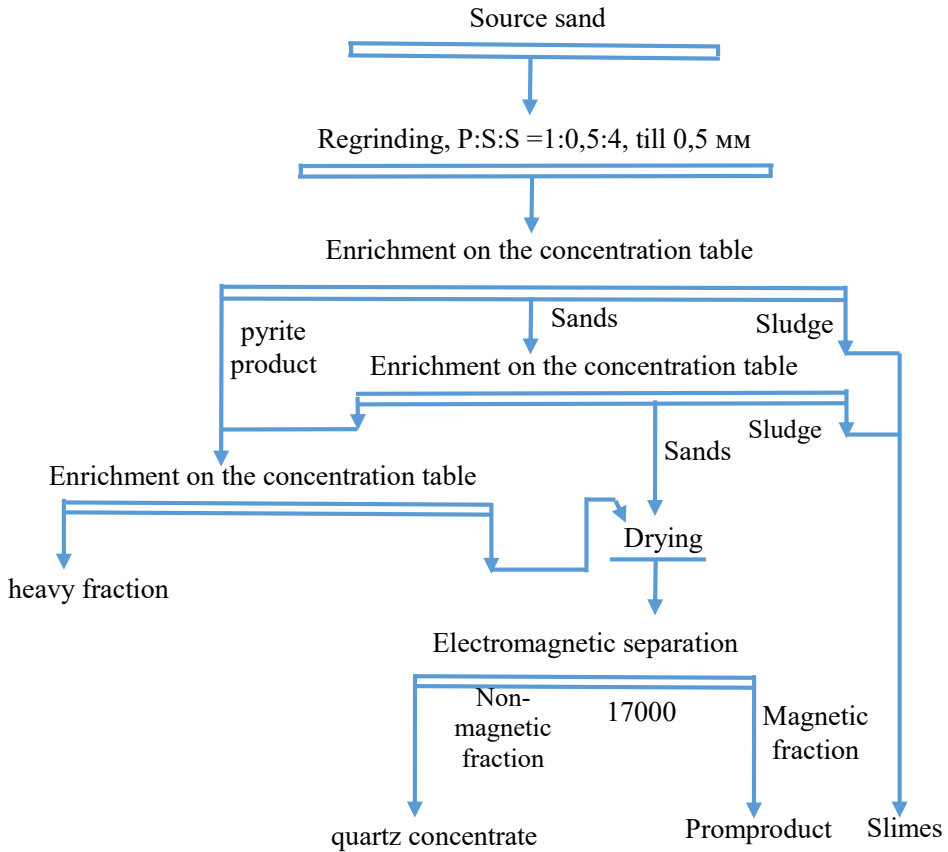 Source sand
Regrinding, P:S:S =1:0,5:4, till 0,5 мм
Enrichment on the concentration table
pyrite
product
Sands
Sludge
Enrichment on the concentration table
Sludge
Sands
Enrichment on the concentration table
Drying
heavy fraction
Electromagnetic separation
Non-
magnetic
fraction
17000
Magnetic
fraction
quartz concentrate
Promproduct
Slimes